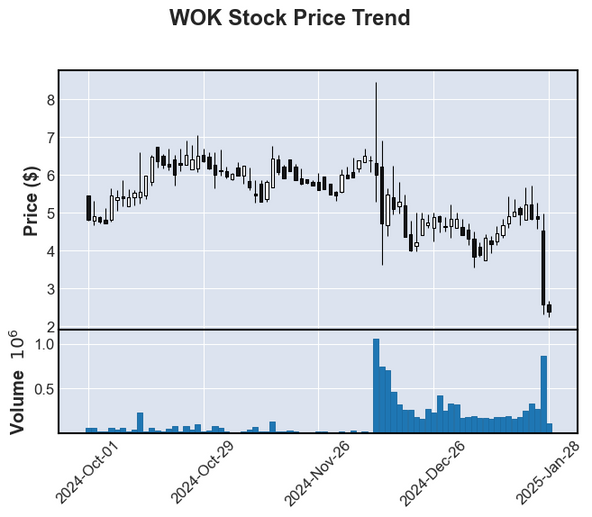 WOK Stock Price Trend
Price ($)
8
7
6
5
4
3
2
Volume 10^6
1.0
0.5
2024-Oct-01
2024-Oct-29
2024-Nov-26
2024-Dec-26
2025-Jan-28